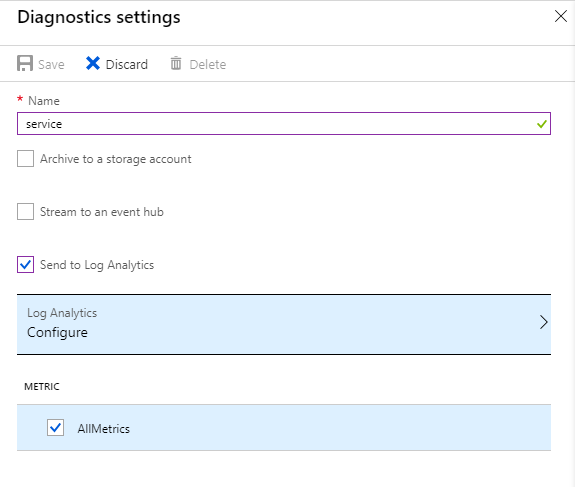 Diagnostics settings
Save Discard Delete
* Name
service
Archive to a storage account
Stream to an event hub
Send to Log Analytics
Log Analytics
Configure
METRIC
AllMetrics